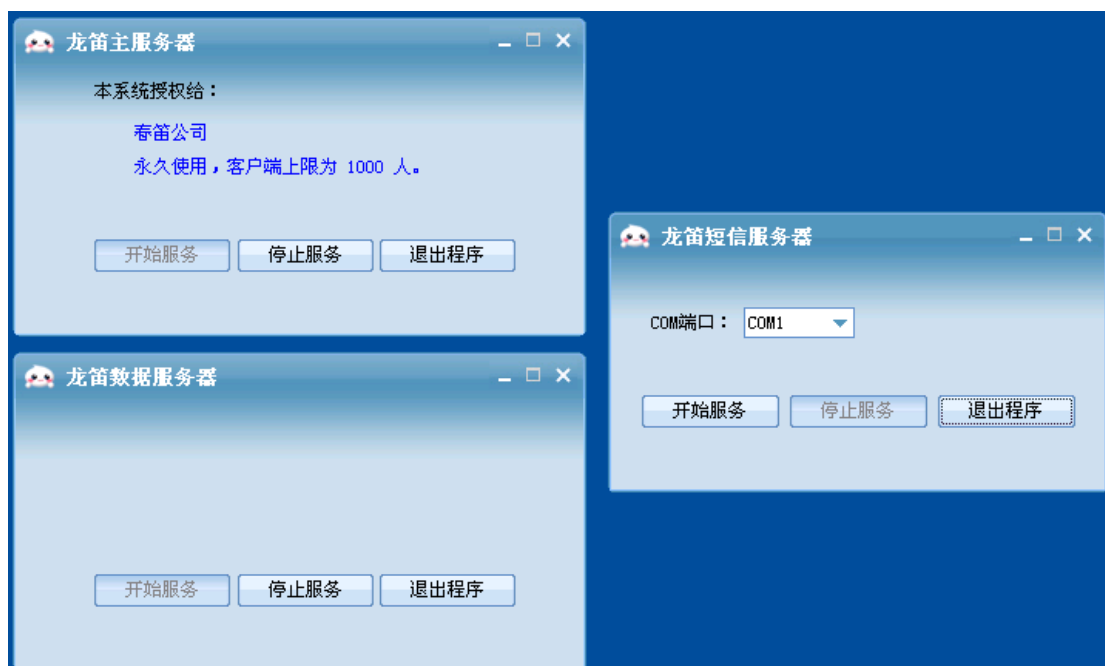 龙笛主服务器
本系统授权给：
春笛公司
永久使用，客户端上限为 1000 人。
开始服务 停止服务 退出程序
龙笛短信服务器
COM端口： COM1
开始服务 停止服务 退出程序
龙笛数据服务器
开始服务 停止服务 退出程序